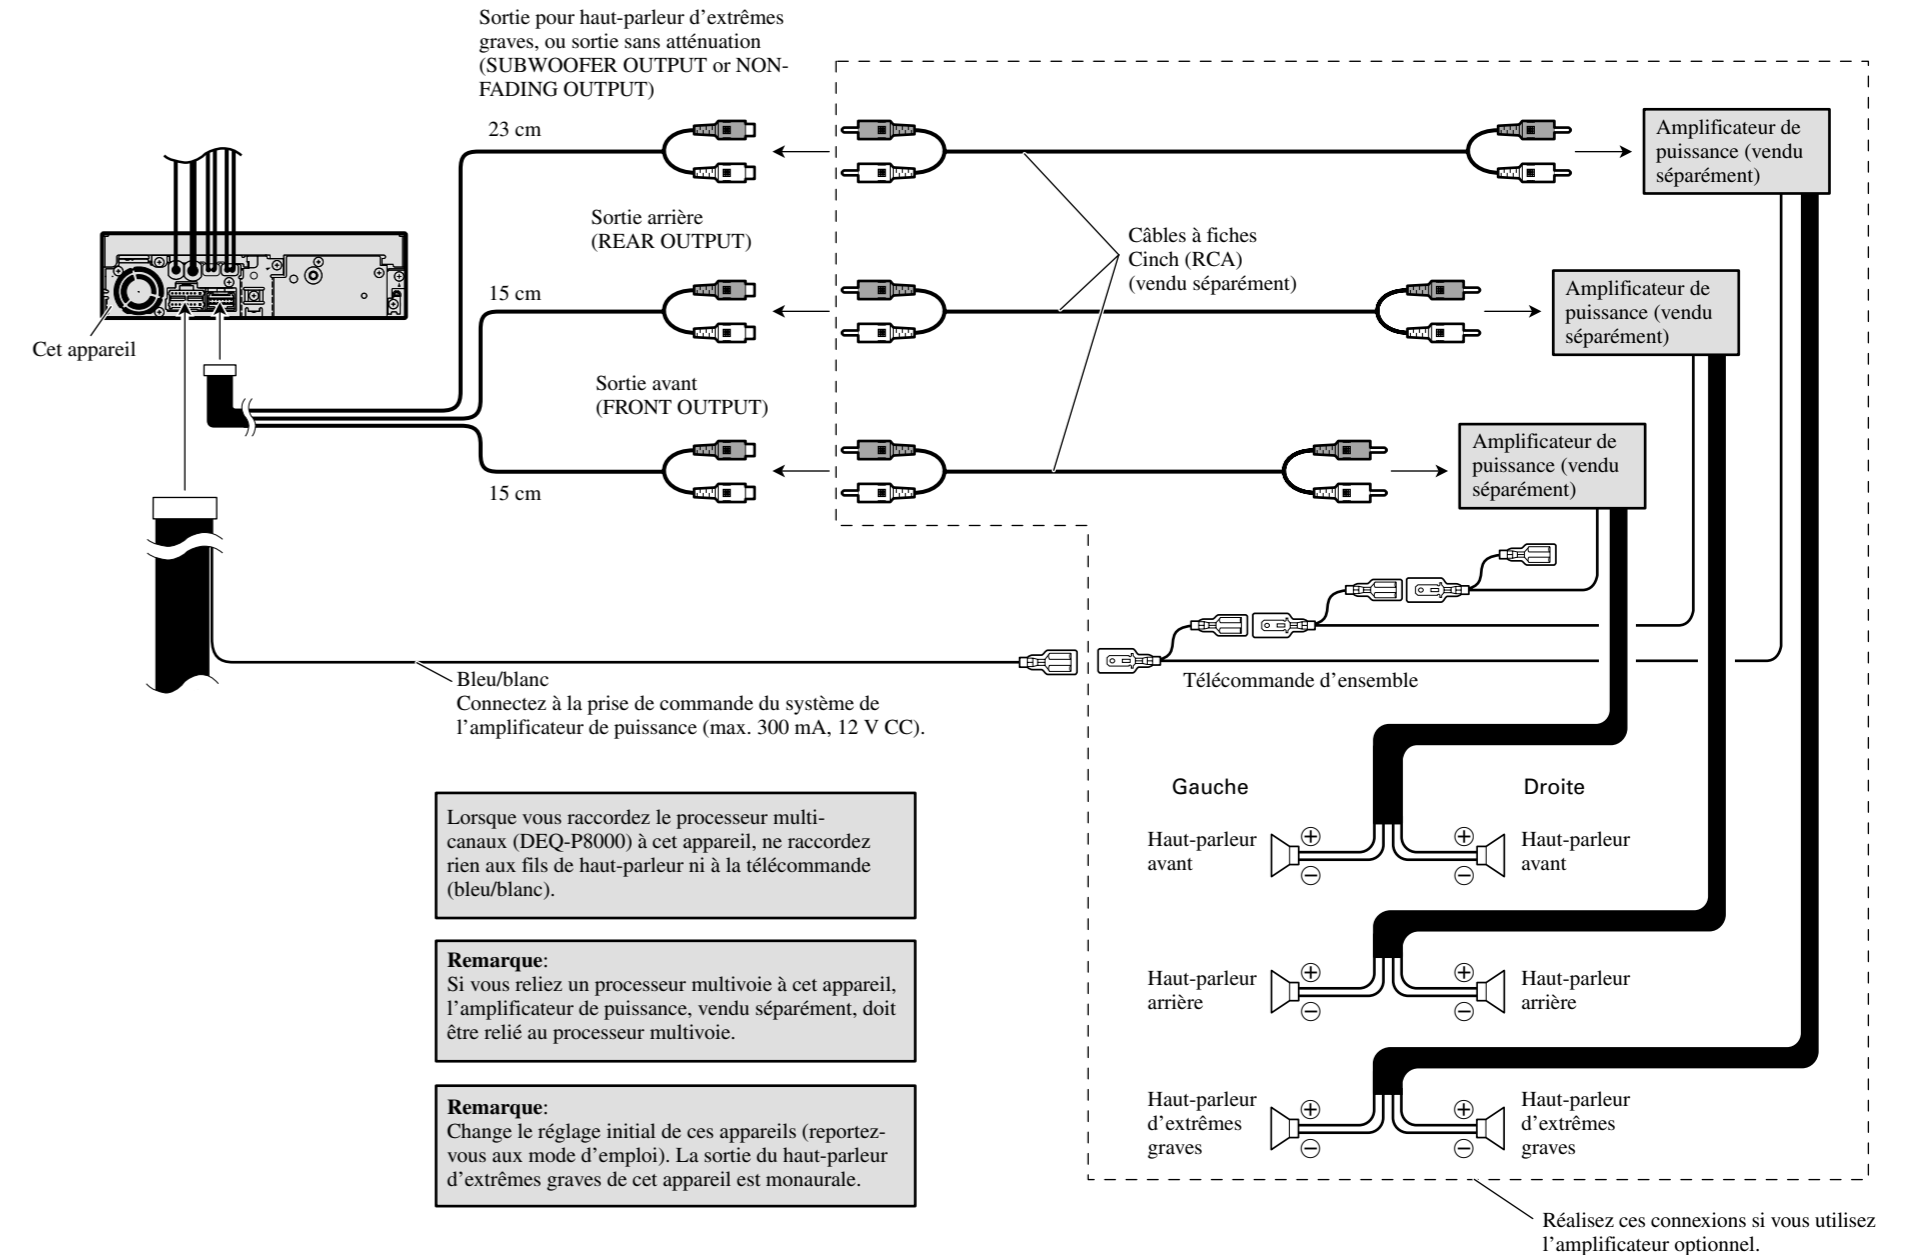 Sortie pour haut-parleur d'extrêmes
graves, ou sortie sans atténuation
(SUBWOOFER OUTPUT or NON-
FADING OUTPUT)
23 cm
Amplificateur de
puissance (vendu
séparément)
Sortie arrière
(REAR OUTPUT)
Câbles à fiches
Cinch (RCA)
(vendu séparément)
15 cm
Amplificateur de
puissance (vendu
séparément)
Cet appareil
Sortie avant
(FRONT OUTPUT)
15 cm
Amplificateur de
puissance (vendu
séparément)
Bleu/blanc
Connectez à la prise de commande du système de
l'amplificateur de puissance (max. 300 mA, 12 V CC).
Télécommande d'ensemble
Lorsque vous raccordez le processeur multi-
canaux (DEQ-P8000) à cet appareil, ne raccordez
rien aux fils de haut-parleur ni à la télécommande
(bleu/blanc).
Remarque:
Si vous reliez un processeur multivoie à cet appareil,
l'amplificateur de puissance, vendu séparément, doit
être relié au processeur multivoie.
Remarque:
Change le réglage initial de ces appareils (reportez-
vous aux mode d'emploi). La sortie du haut-parleur
d'extrêmes graves de cet appareil est monaurale.
Gauche
Droite
Haut-parleur
avant
⊕
⊖
⊕
⊖
Haut-parleur
avant
Haut-parleur
arrière
⊕
⊖
⊕
⊖
Haut-parleur
arrière
Haut-parleur
d'extrêmes
graves
⊕
⊖
⊕
⊖
Haut-parleur
d'extrêmes
graves
Réalisez ces connexions si vous utilisez
l'amplificateur optionnel.